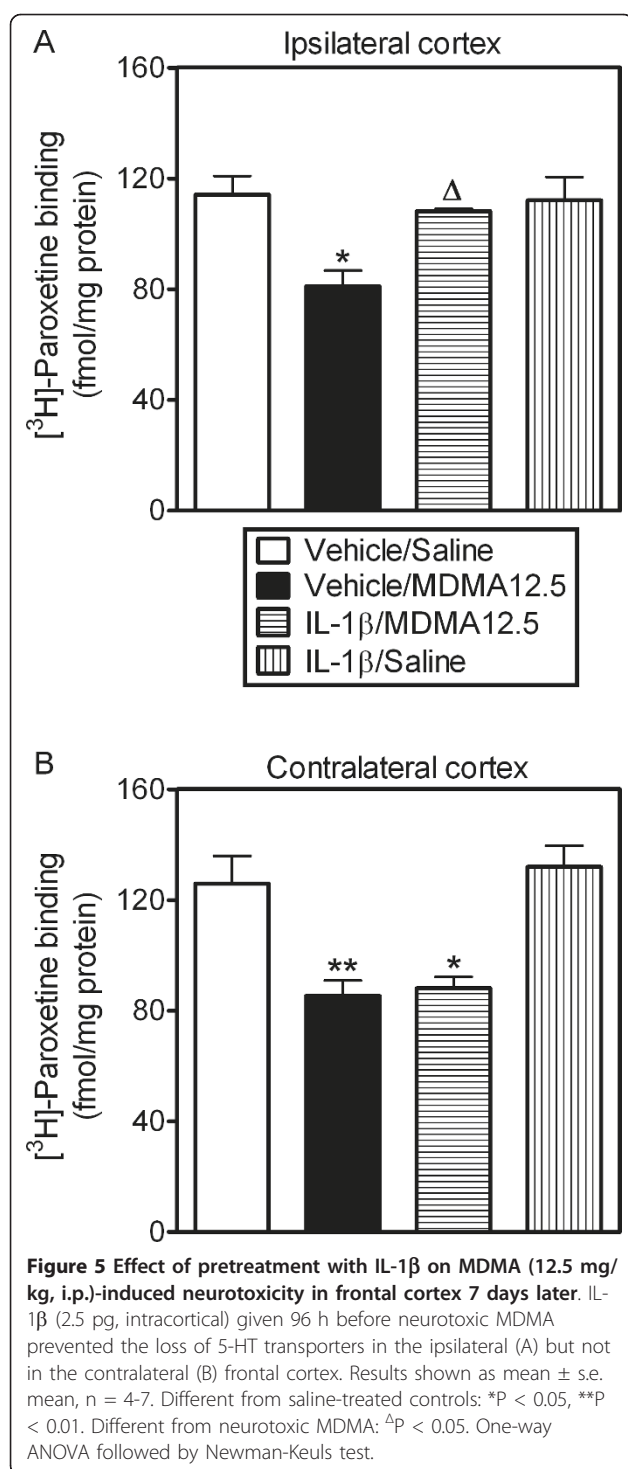 A
Ipsilateral cortex
160
120
80
40
0
[³H]-Paroxetine binding
(fmol/mg protein)
*
Δ
Vehicle/Saline
Vehicle/MDMA12.5
IL-1β/MDMA12.5
IL-1β/Saline
B
Contralateral cortex
160
120
80
40
0
[³H]-Paroxetine binding
(fmol/mg protein)
**
*
Figure 5 Effect of pretreatment with IL-1β on MDMA (12.5 mg/
kg, i.p.)-induced neurotoxicity in frontal cortex 7 days later. IL-
1β (2.5 pg, intracortical) given 96 h before neurotoxic MDMA
prevented the loss of 5-HT transporters in the ipsilateral (A) but not
in the contralateral (B) frontal cortex. Results shown as mean ± s.e.
mean, n = 4-7. Different from saline-treated controls: *P < 0.05, **P
< 0.01. Different from neurotoxic MDMA: ᐃP < 0.05. One-way
ANOVA followed by Newman-Keuls test.